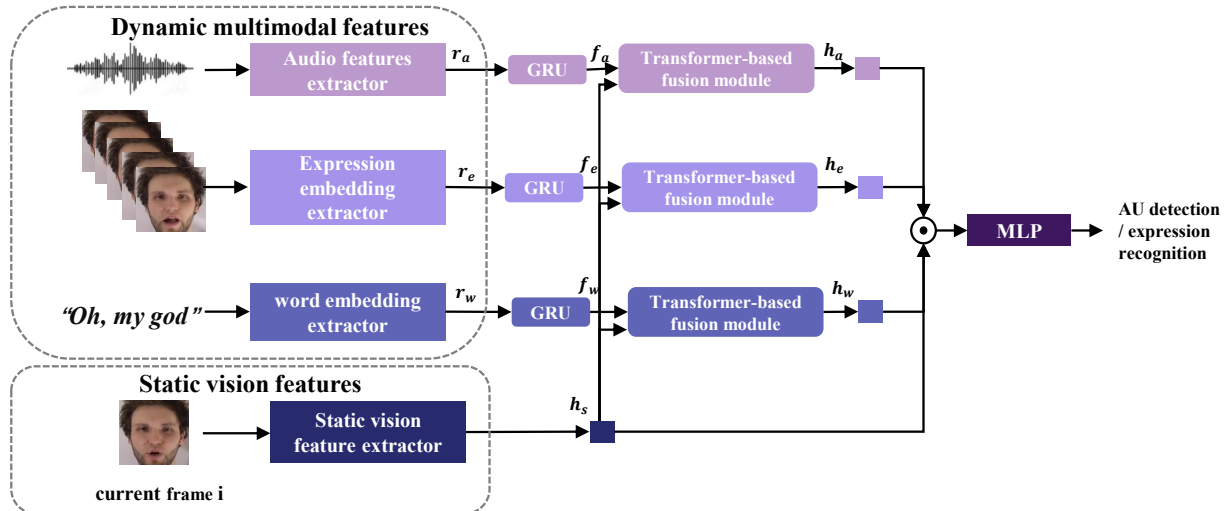 Dynamic multimodal features
Audio features
extractor
r_a
GRU
f_a
Transformer-based
fusion module
h_a
Expression
embedding
extractor
r_e
GRU
f_e
Transformer-based
fusion module
h_e
MLP
AU detection
/ expression
recognition
“Oh, my god”
word embedding
extractor
r_w
GRU
f_w
Transformer-based
fusion module
h_w
Static vision features
Static vision
feature extractor
h_s
current frame i